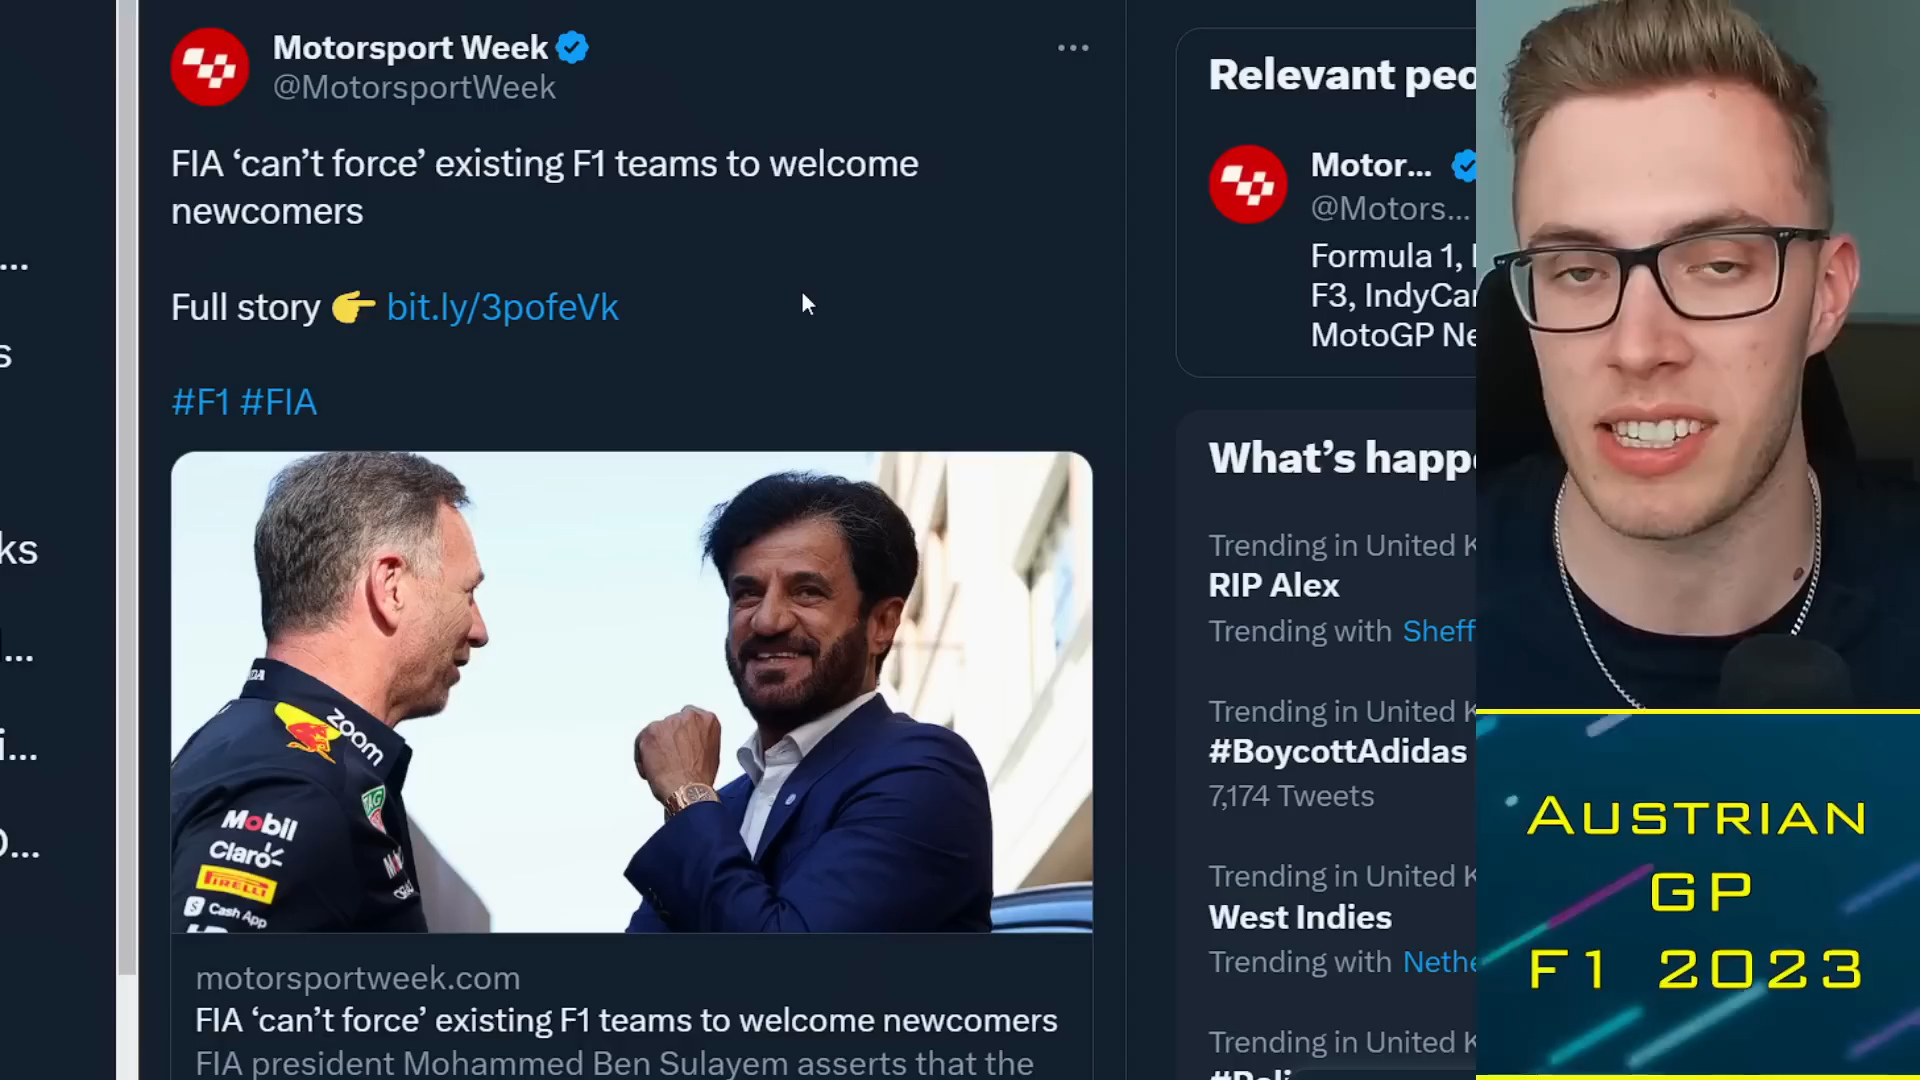 Motorsport Week
@MotorsportWeek
FIA ‘can’t force’ existing F1 teams to welcome
newcomers
Full story 👉 bit.ly/3pofeVk
#F1 #FIA
zoom
TAG
Mobil
Claro
PIRELLI
Cash App
motorsportweek.com
FIA ‘can’t force’ existing F1 teams to welcome newcomers
FIA president Mohammed Ben Sulayem asserts that the
...
s
ks
...
i...
...
Relevant peo
Motor...
@Motors...
Formula 1,
F3, IndyCar
MotoGP Ne
What’s happe
Trending in United K
RIP Alex
Trending with Sheff
Trending in United K
#BoycottAdidas
7,174 Tweets
Trending in United K
West Indies
Trending with Nethe
Trending in United K
AUSTRIAN
GP
F1 2023